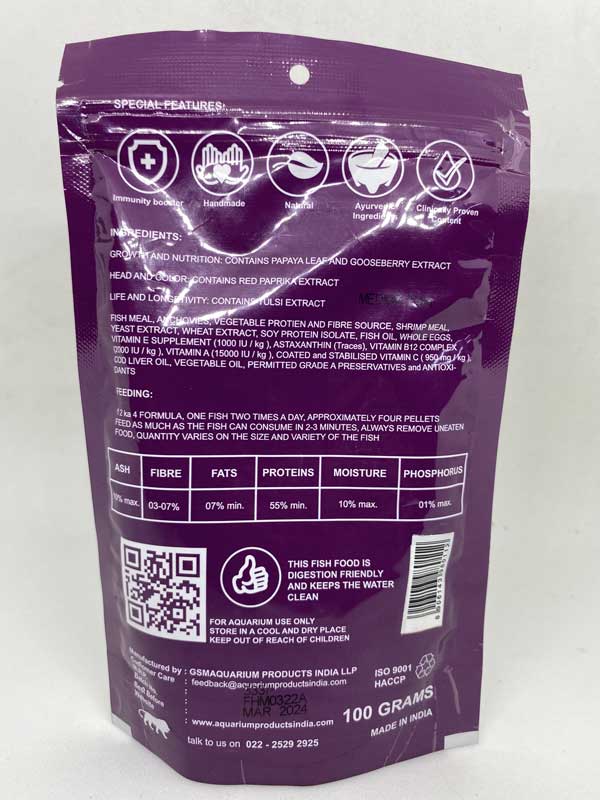 SPECIAL FEATURES:
Immunity booster
Handmade
Natural
Ayurvedic Ingredients
Clinically Proven Content
INGREDIENTS:
GROWTH AND NUTRITION: CONTAINS PAPAYA LEAF AND GOOSEBERRY EXTRACT
HEAD AND COLOR: CONTAINS RED PAPRIKA EXTRACT
LIFE AND LONGETIVITY: CONTAINS TULSI EXTRACT
FISH MEAL, ANCHOVIES, VEGETABLE PROTIEN AND FIBRE SOURCE, SHRIMP MEAL,
YEAST EXTRACT, WHEAT EXTRACT, SOY PROTEIN ISOLATE, FISH OIL, WHOLE EGGS,
VITAMIN E SUPPLEMENT (1000 IU / kg ), ASTAXANTHIN (Traces), VITAMIN B12 COMPLEX
IU / kg ), VITAMIN A (15000 IU / kg ), COATED and STABILISED VITAMIN C ( 950 mg / kg ),
COD LIVER OIL, VEGETABLE OIL, PERMITTED GRADE A PRESERVATIVES and ANTIOXI-
DANTS
FEEDING:
12 ka 4 FORMULA, ONE FISH TWO TIMES A DAY, APPROXIMATELY FOUR PELLETS
FEED AS MUCH AS THE FISH CAN CONSUME IN 2-3 MINUTES, ALWAYS REMOVE UNEATEN
FOOD, QUANTITY VARIES ON THE SIZE AND VARIETY OF THE FISH
ASH FIBRE FATS PROTEINS MOISTURE PHOSPHORUS
10% max. 03-07% 07% min. 55% min. 10% max. 01% max.
THIS FISH FOOD IS
DIGESTION FRIENDLY
AND KEEPS THE WATER
CLEAN
FOR AQUARIUM USE ONLY
STORE IN A COOL AND DRY PLACE
KEEP OUT OF REACH OF CHILDREN
Manufactured by : GSMAQUARIUM PRODUCTS INDIA LLP
Customer Care : feedback@aquariumproductsindia.com
M.R.P.
Batch No. : FHM0322A
Best Before : MAR 2024
Website : www.aquariumproductsindia.com
talk to us on 022 - 2529 2925
ISO 9001
HACCP
100 GRAMS
MADE IN INDIA